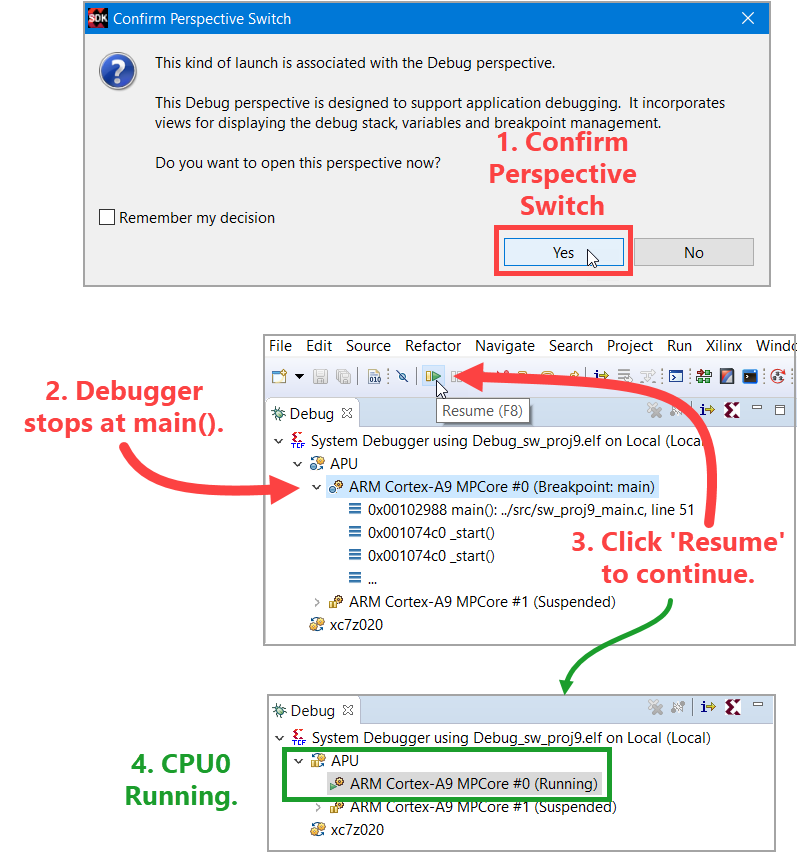 SDK Confirm Perspective Switch
This kind of launch is associated with the Debug perspective.
This Debug perspective is designed to support application debugging. It incorporates
views for displaying the debug stack, variables and breakpoint management.
Do you want to open this perspective now?
1. Confirm
Perspective
Switch
Remember my decision
Yes No
File Edit Source Refactor Navigate Search Project Run Xilinx Windo
010
2. Debugger
stops at main().
Debug
Resume (F8)
TCF System Debugger using Debug_sw_proj9.elf on Local (Loca
APU
ARM Cortex-A9 MPCore #0 (Breakpoint: main)
0x00102988 main(): ../src/sw_proj9_main.c, line 51
0x001074c0 _start()
0x001074c0 _start()
...
3. Click 'Resume'
to continue.
ARM Cortex-A9 MPCore #1 (Suspended)
xc7z020
Debug
TCF System Debugger using Debug_sw_proj9.elf on Local (Local)
4. CPU0
Running.
APU
ARM Cortex-A9 MPCore #0 (Running)
ARM Cortex-A9 MPCore #1 (Suspended)
xc7z020